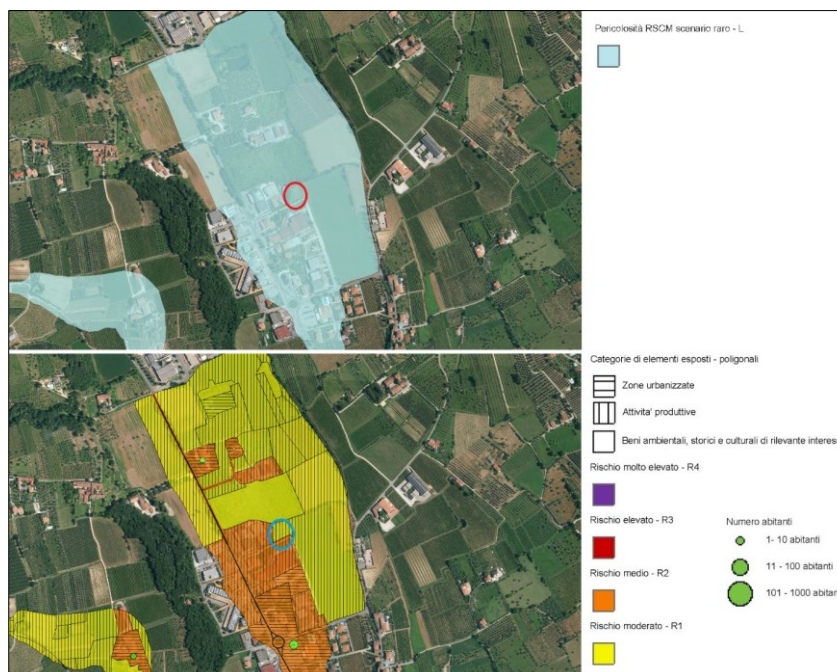 Pericolosità RSCM scenario raro - L
Categorie di elementi esposti - poligonali
Zone urbanizzate
Attivita' produttive
Beni ambientali, storici e culturali di rilevante interes
Rischio molto elevato - R4
Rischio elevato - R3
Rischio medio - R2
Rischio moderato - R1
Numero abitanti
1- 10 abitanti
11 - 100 abitanti
101 - 1000 abitan